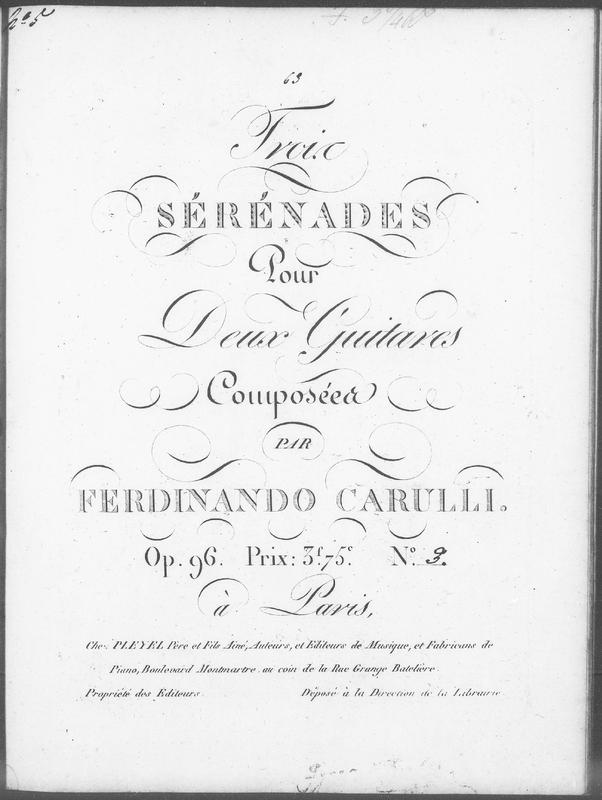 63
Trois
SÉRÉNADES
Pour
Deux Guitares
Composées
PAR
FERDINANDO CARULLI.
Op. 96. Prix: 3f. 75c. No. 3.
à Paris,
Chez PLEYEL Père et Fils Aîné, Auteurs, et Editeurs de Musique, et Fabricans de
Piano, Boulevard Montmartre au coin de la Rue Grange Batelière.
Propriété des Editeurs. Déposé à la Direction de la Librairie